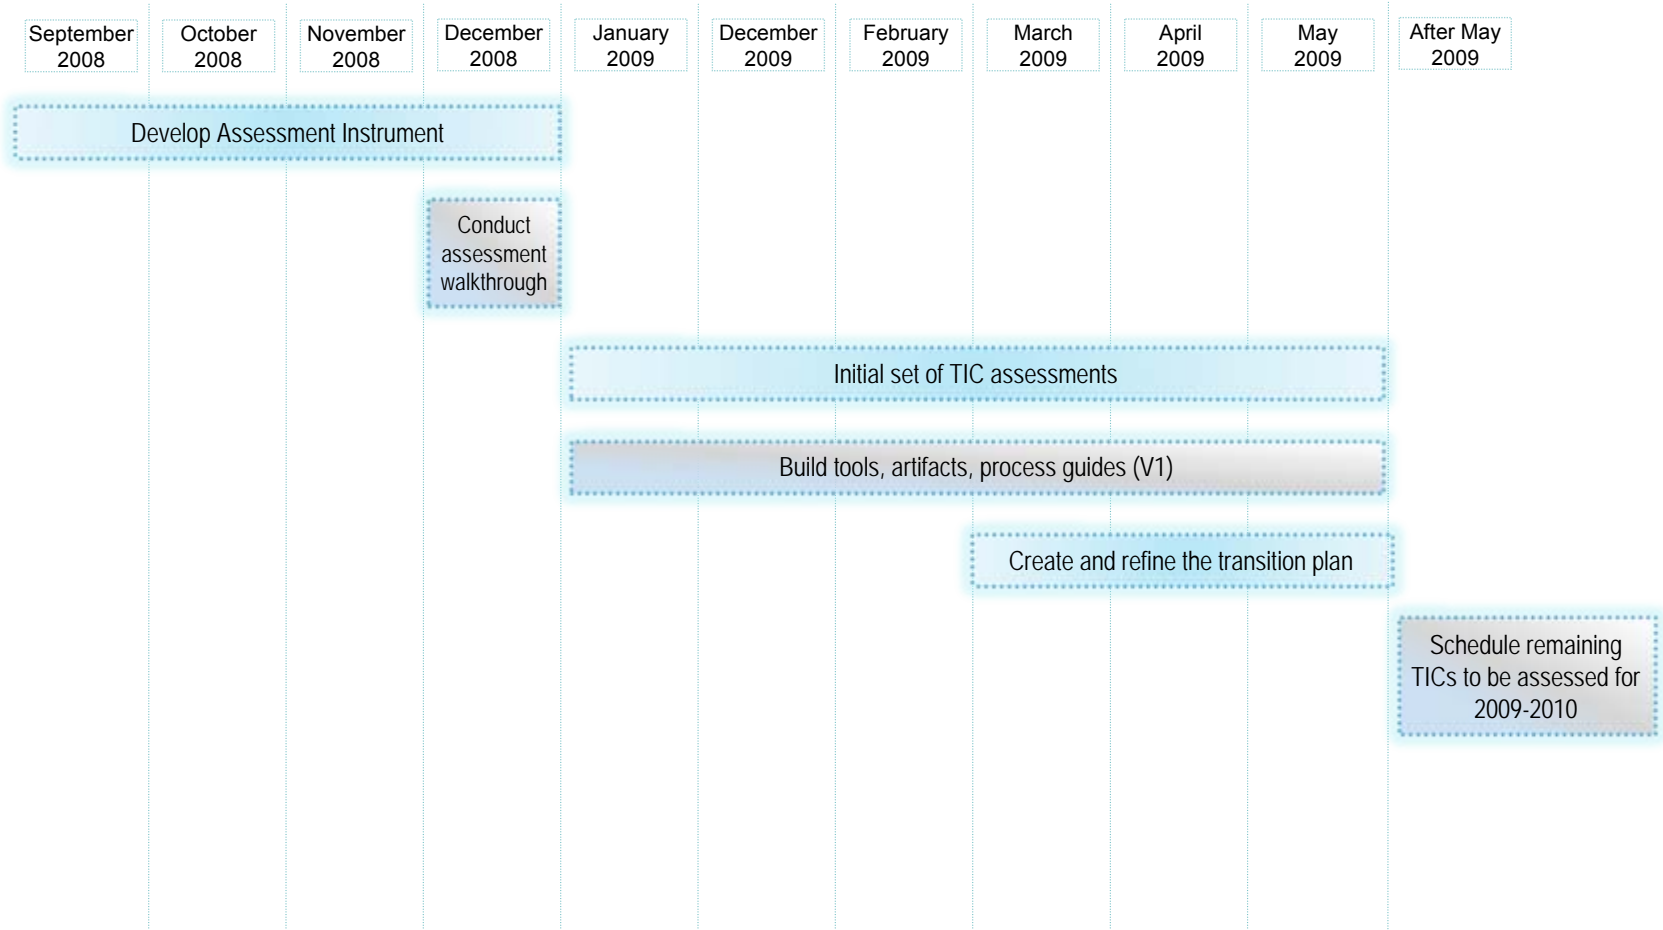 September
2008
October
2008
November
2008
December
2008
January
2009
December
2009
February
2009
March
2009
April
2009
May
2009
After May
2009
Develop Assessment Instrument
Conduct
assessment
walkthrough
Initial set of TIC assessments
Build tools, artifacts, process guides (V1)
Create and refine the transition plan
Schedule remaining
TICs to be assessed for
2009-2010